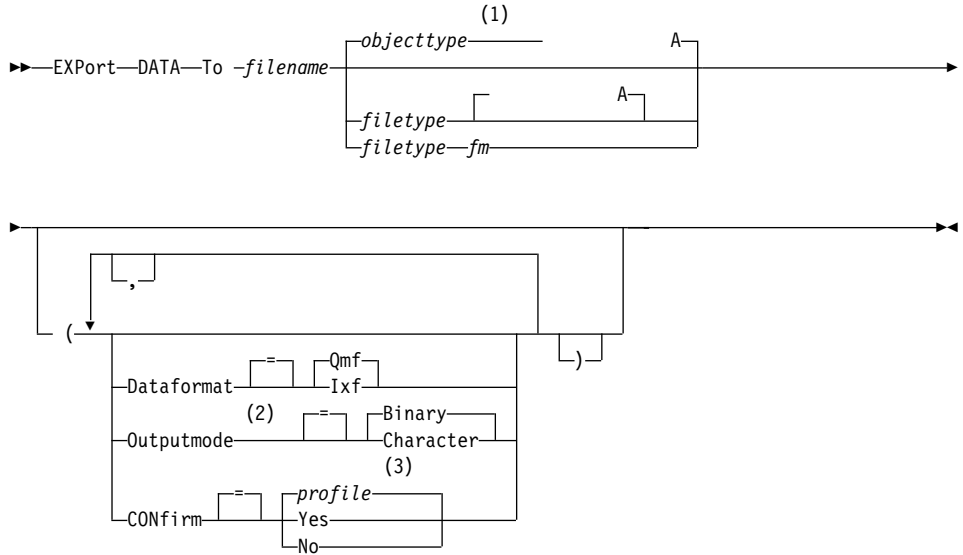 (1)
objecttype A
EXPort DATA To filename
A
filetype
filetype fm
,
(
)
=
Qmf
Dataformat
Ixf
(2)
=
Binary
Outputmode
Character
(3)
=
profile
CONfirm
Yes
No